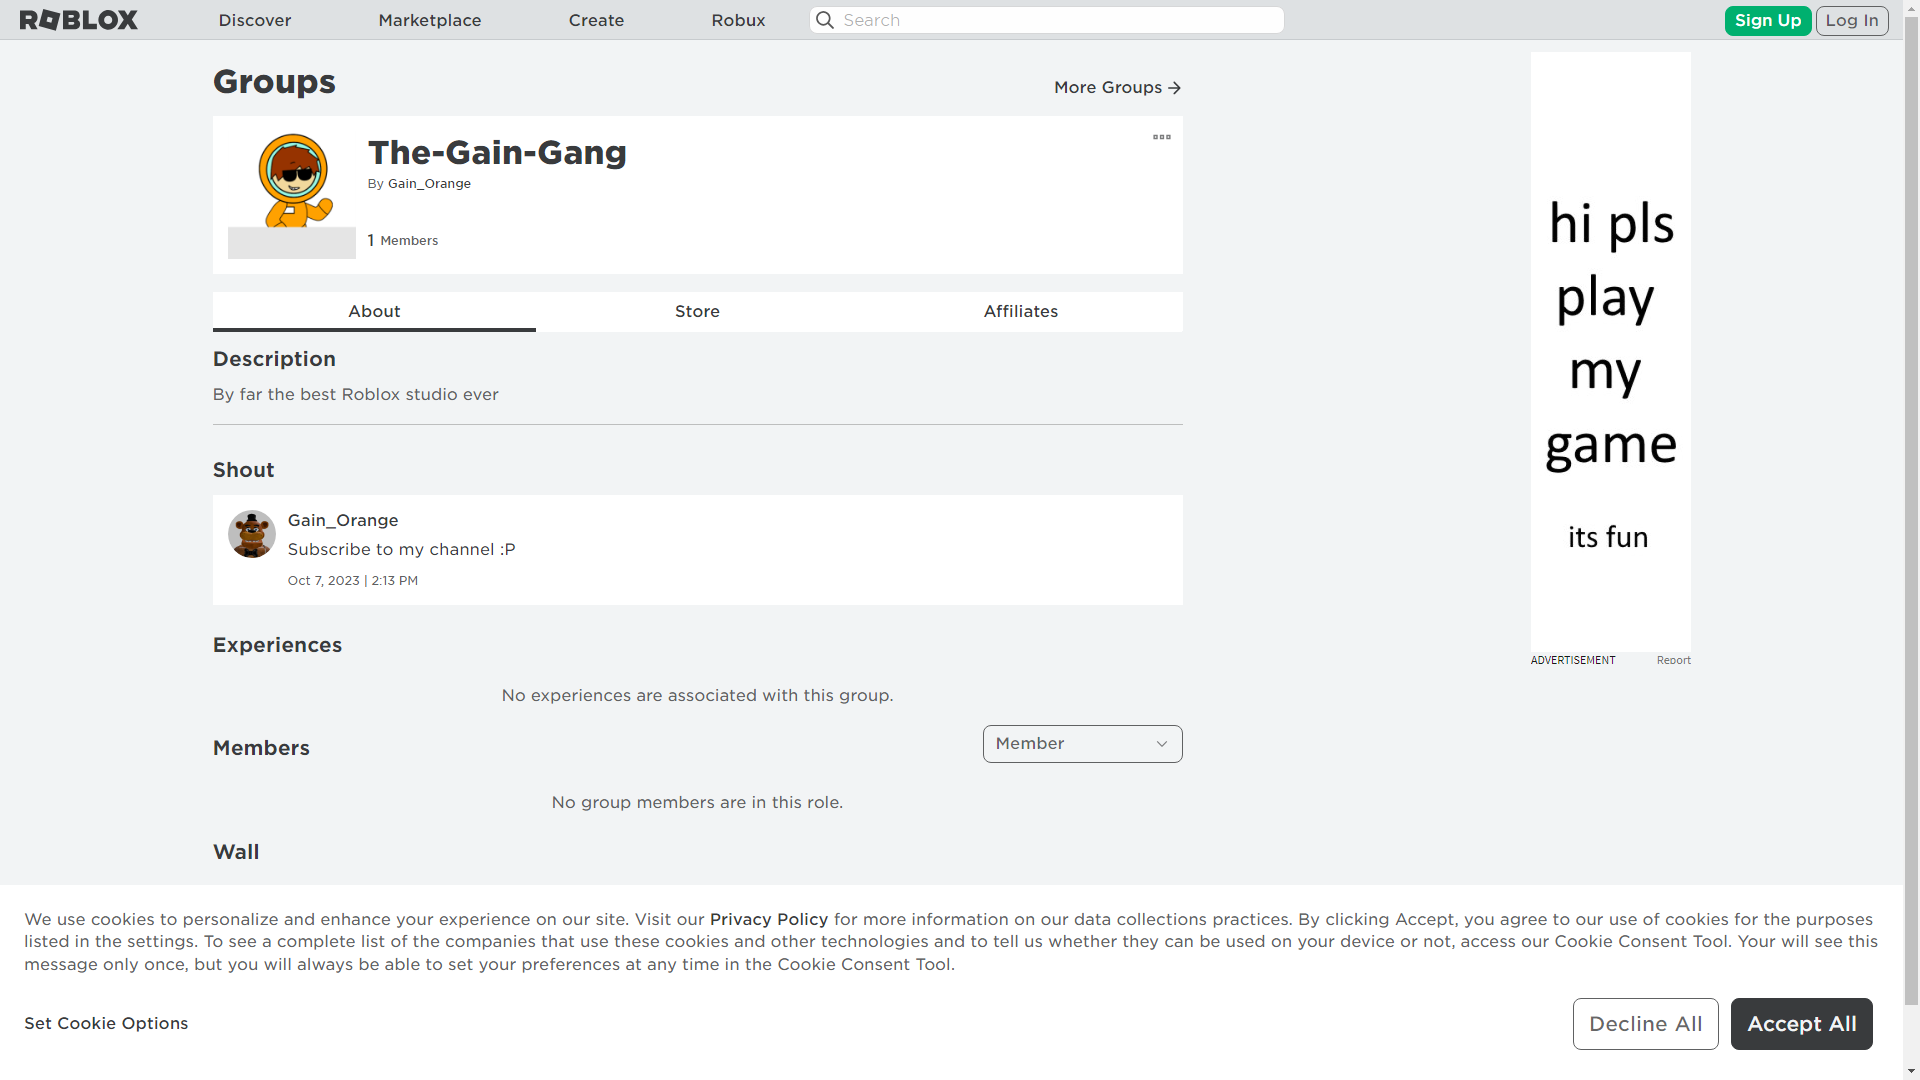 ROBLOX
Discover
Marketplace
Create
Robux
Search
Sign Up
Log In
Groups
More Groups
The-Gain-Gang
By Gain_Orange
1 Members
About
Store
Affiliates
Description
By far the best Roblox studio ever
Shout
Gain_Orange
Subscribe to my channel :P
Oct 7, 2023 | 2:13 PM
Experiences
No experiences are associated with this group.
Members
Member
No group members are in this role.
Wall
hi pls
play
my
game
its fun
ADVERTISEMENT
Report
We use cookies to personalize and enhance your experience on our site. Visit our Privacy Policy for more information on our data collections practices. By clicking Accept, you agree to our use of cookies for the purposes
listed in the settings. To see a complete list of the companies that use these cookies and other technologies and to tell us whether they can be used on your device or not, access our Cookie Consent Tool. Your will see this
message only once, but you will always be able to set your preferences at any time in the Cookie Consent Tool.
Set Cookie Options
Decline All
Accept All